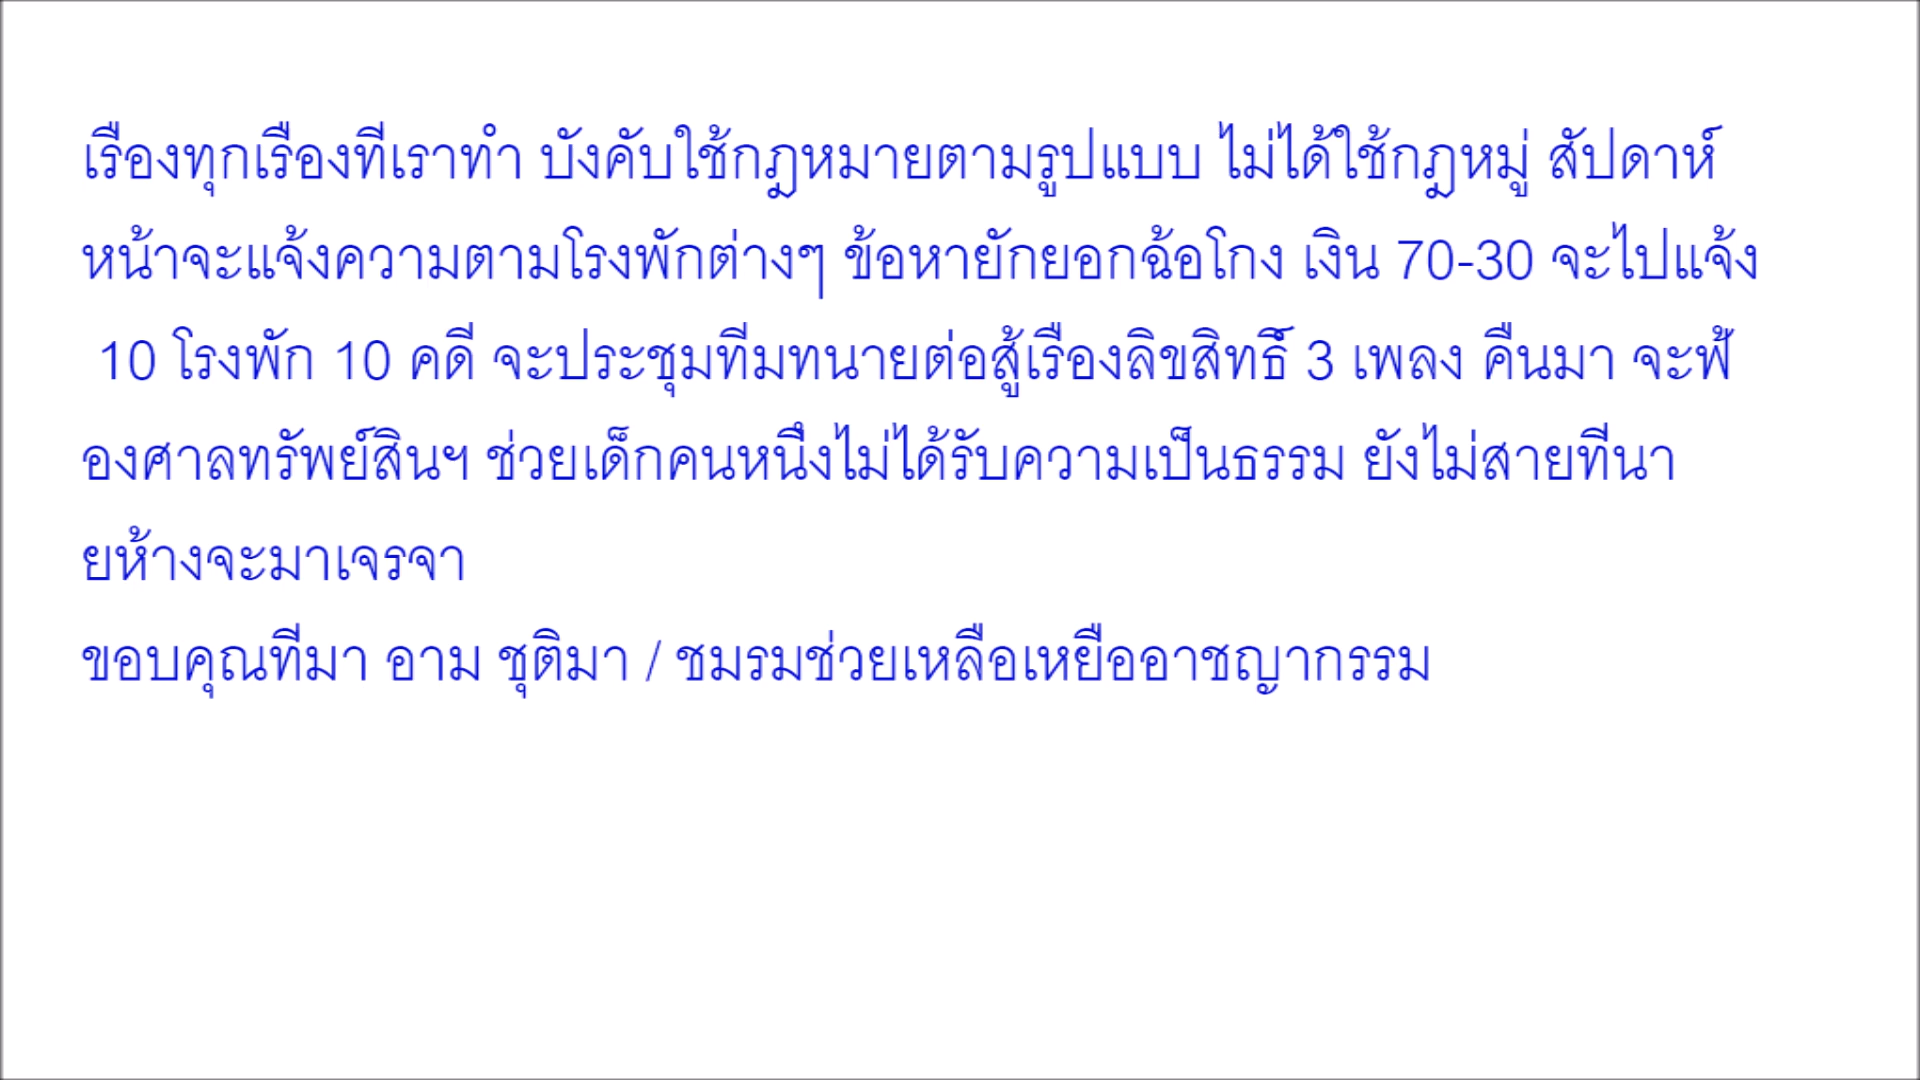 เรื่องทุกเรื่องที่เราทำ บังคับใช้กฎหมายตามรูปแบบ ไม่ได้ใช้กฎหมู่ สัปดาห์
หน้าจะแจ้งความตามโรงพักต่างๆ ข้อหายักยอกฉ้อโกง เงิน 70-30 จะไปแจ้ง
10 โรงพัก 10 คดี จะประชุมทีมทนายต่อสู้เรื่องลิขสิทธิ์ 3 เพลง คืนมา จะฟ้
องศาลทรัพย์สินฯ ช่วยเด็กคนหนึ่งไม่ได้รับความเป็นธรรม ยังไม่สายที่นา
ยห้างจะมาเจรจา
ขอบคุณที่มา อาม ชุติมา / ชมรมช่วยเหลือเหยื่ออาชญากรรม